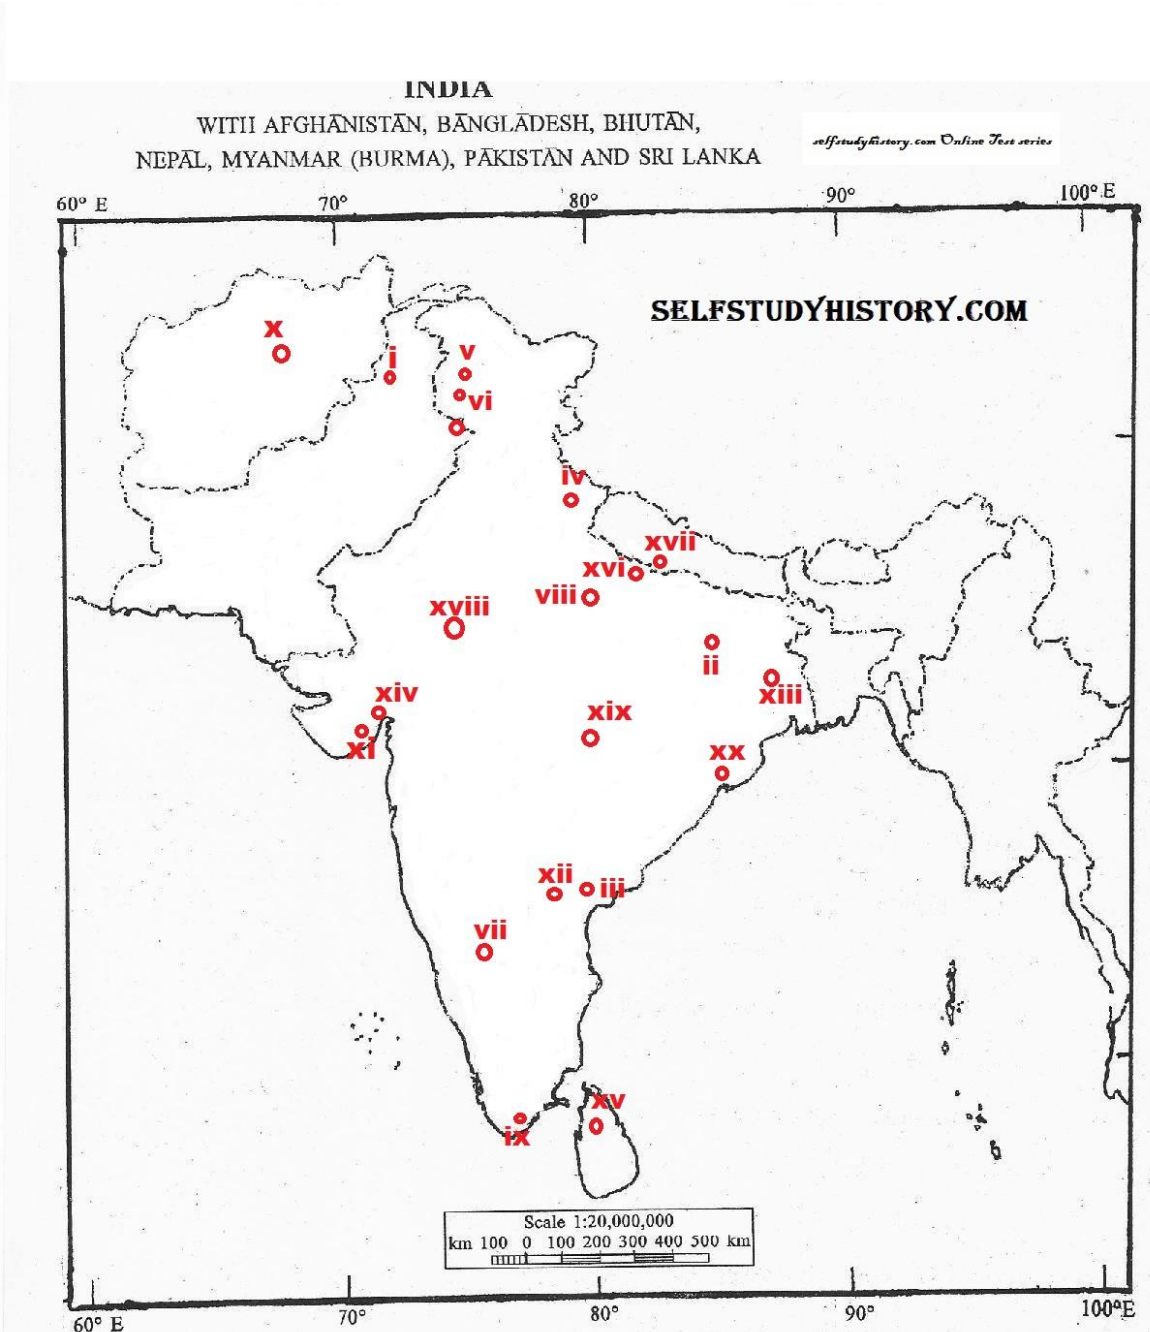 INDIA
WITH AFGHĀNISTĀN, BĀNGLĀDESH, BHUTĀN,
NEPĀL, MYANMAR (BURMA), PĀKISTĀN AND SRI LANKA
selfstudyhistory.com Online Test series
60° E 70° 80° 90° 100° E
SELFSTUDYHISTORY.COM
x
i
v
vi
iv
xvii
xvi
viii
xviii
ii
xiii
xiv
xi
xix
xx
xii
iii
vii
xv
ix
Scale 1:20,000,000
km 100 0 100 200 300 400 500 km
60° E 70° 80° 90° 100°E